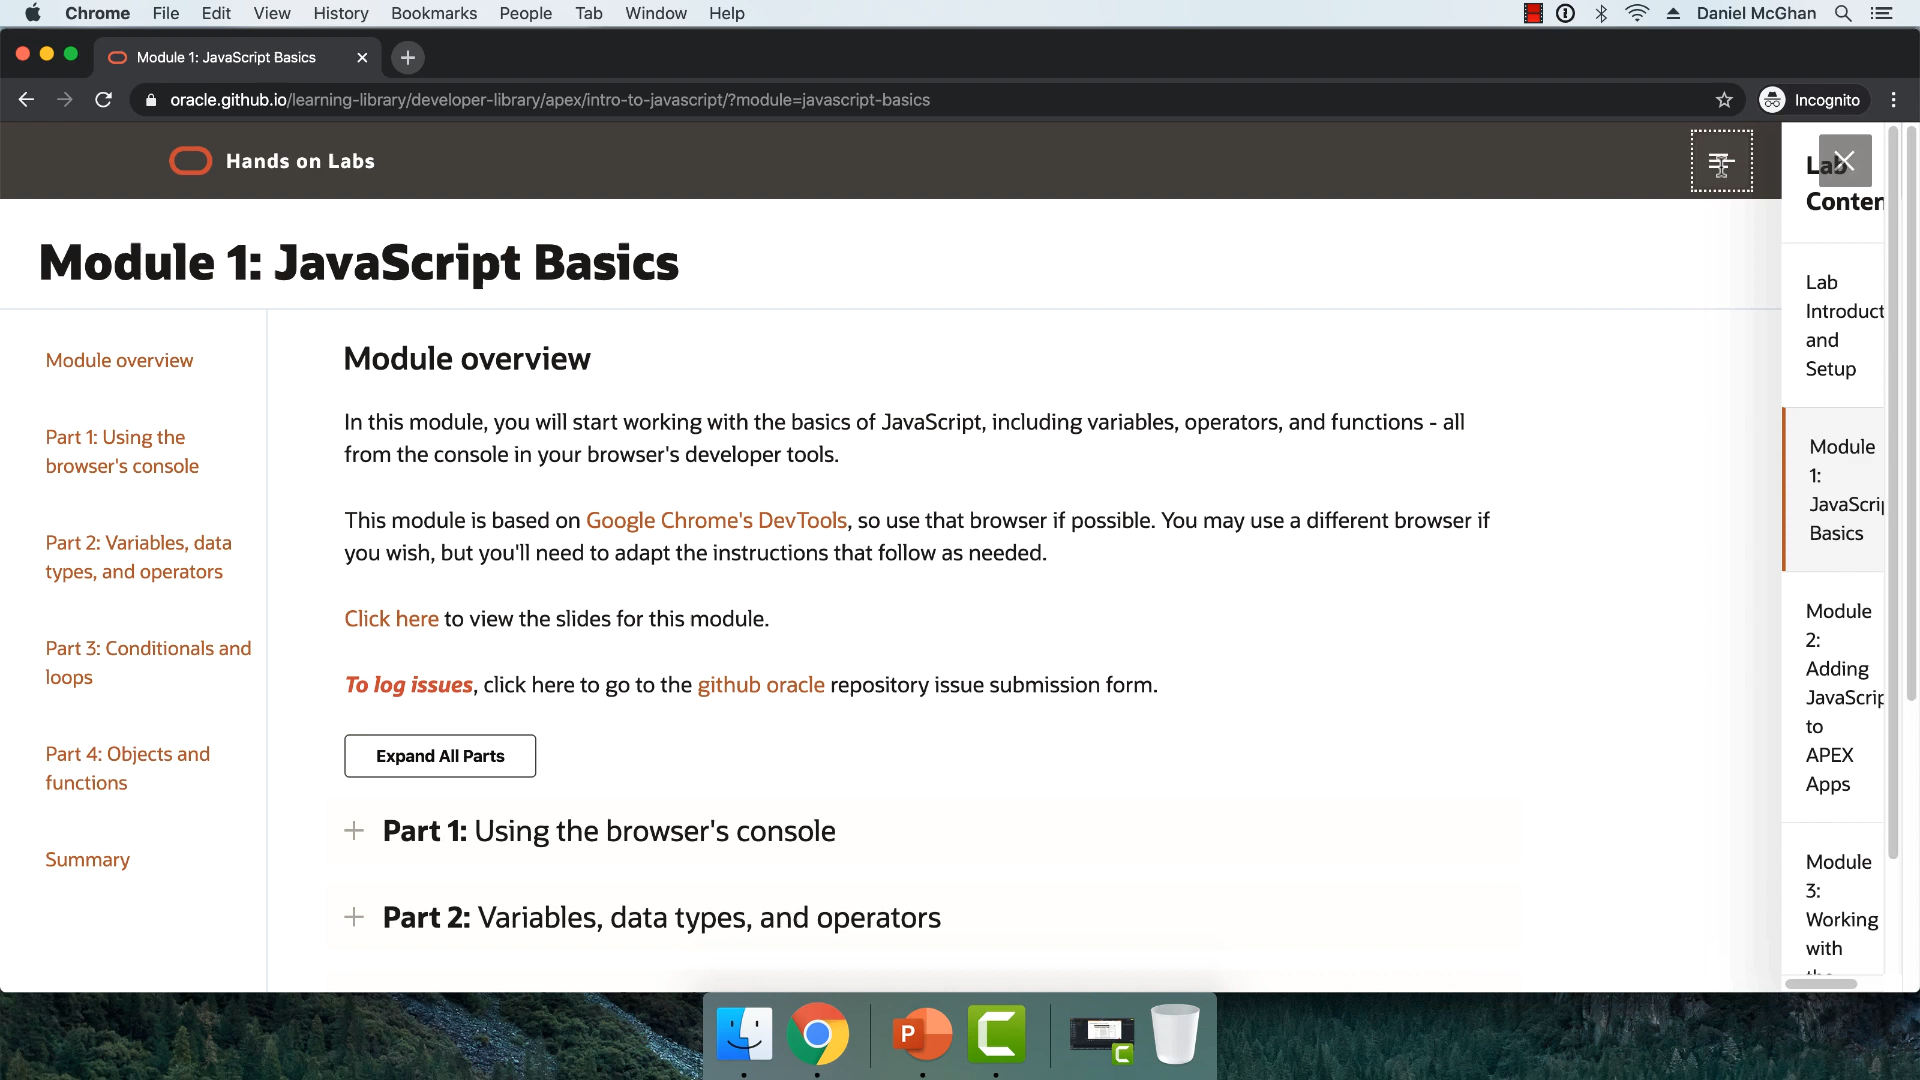 Chrome File Edit View History Bookmarks People Tab Window Help
Daniel McGhan
Module 1: JavaScript Basics
oracle.github.io/learning-library/developer-library/apex/intro-to-javascript/?module=javascript-basics
Incognito
Hands on Labs
Module 1: JavaScript Basics
Module overview
Part 1: Using the
browser's console
Part 2: Variables, data
types, and operators
Part 3: Conditionals and
loops
Part 4: Objects and
functions
Summary
Module overview
In this module, you will start working with the basics of JavaScript, including variables, operators, and functions - all
from the console in your browser's developer tools.
This module is based on Google Chrome's DevTools, so use that browser if possible. You may use a different browser if
you wish, but you'll need to adapt the instructions that follow as needed.
Click here to view the slides for this module.
To log issues, click here to go to the github oracle repository issue submission form.
Expand All Parts
Part 1: Using the browser's console
Part 2: Variables, data types, and operators
Lab
Conten
Lab
Introduct
and
Setup
Module
1:
JavaScrip
Basics
Module
2:
Adding
JavaScrip
to
APEX
Apps
Module
3:
Working
with
P